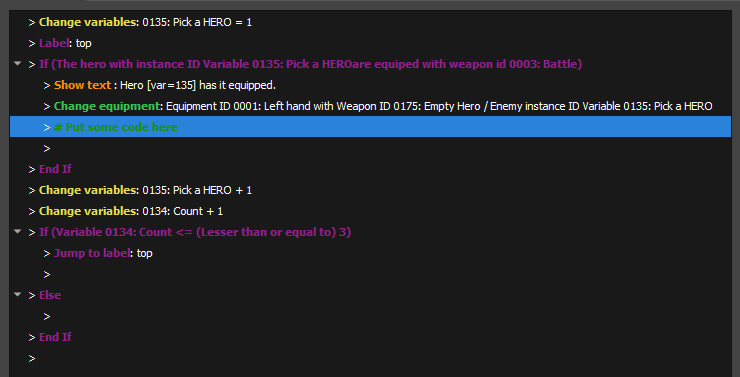 > Change variables: 0135: Pick a HERO = 1
> Label: top
> If (The hero with instance ID Variable 0135: Pick a HEROare equiped with weapon id 0003: Battle)
> Show text : Hero [var=135] has it equipped.
> Change equipment: Equipment ID 0001: Left hand with Weapon ID 0175: Empty Hero / Enemy instance ID Variable 0135: Pick a HERO
> # Put some code here
>
> End If
> Change variables: 0135: Pick a HERO + 1
> Change variables: 0134: Count + 1
> If (Variable 0134: Count <= (Lesser than or equal to) 3)
> Jump to label: top
>
> Else
>
> End If
>